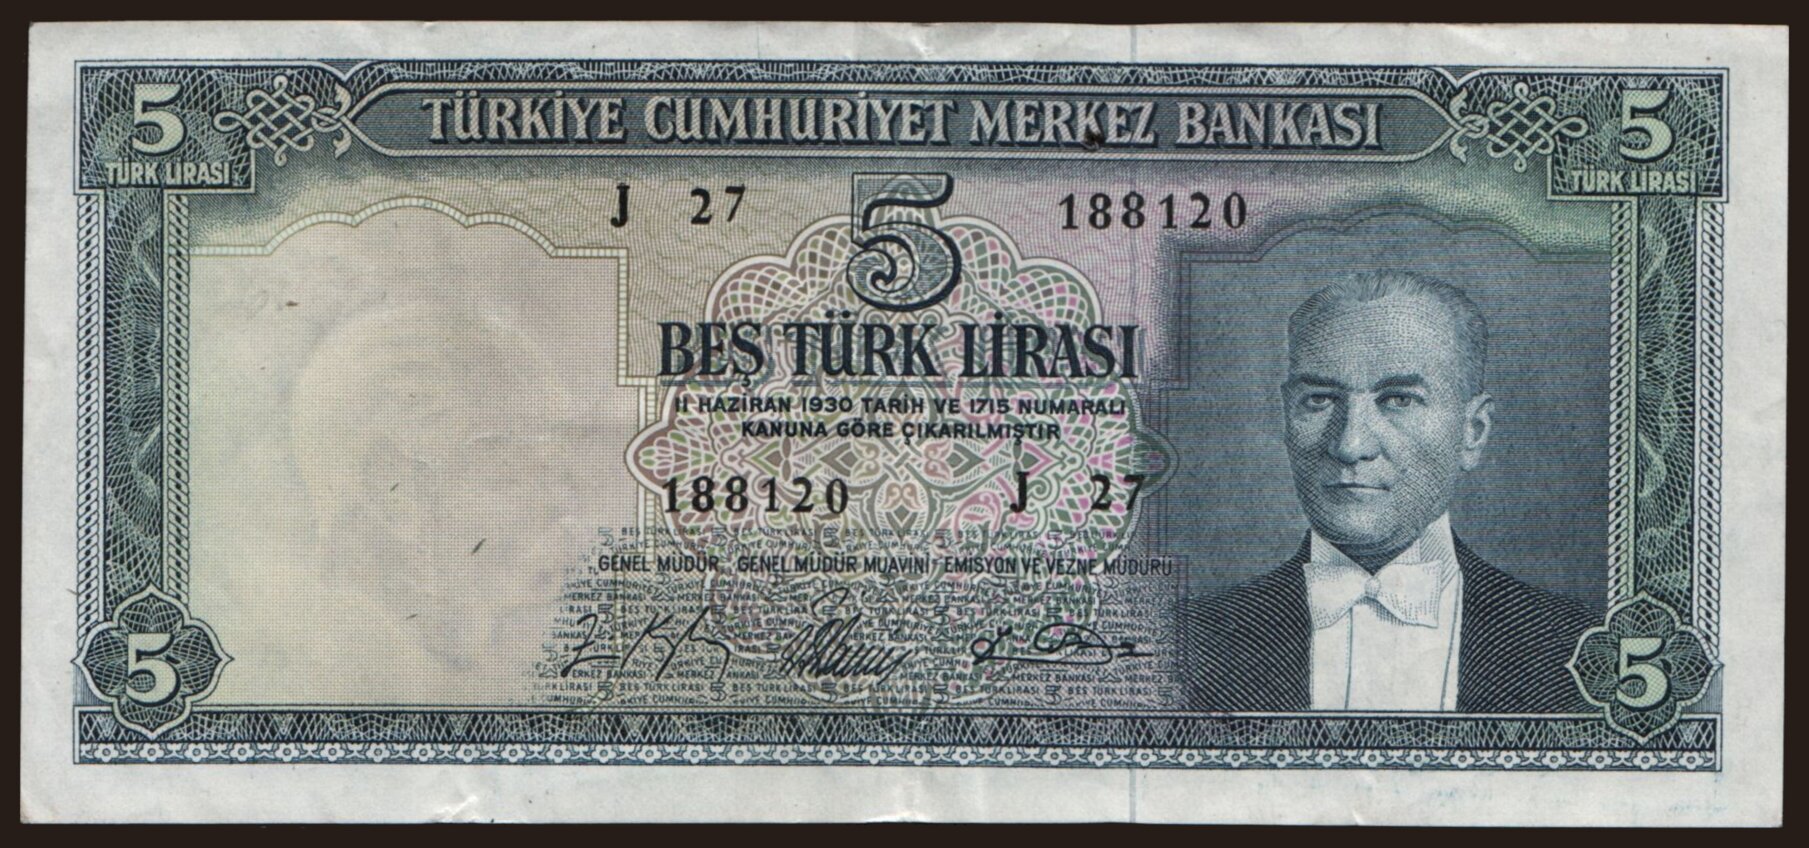 TÜRKİYE CUMHURİYET MERKEZ BANKASI
5
TÜRK LİRASI
5
TÜRK LİRASI
J 27
5
188120
BEŞ TÜRK LİRASI
11 HAZİRAN 1930 TARİH VE 1715 NUMARALI
KANUNA GÖRE ÇIKARILMIŞTIR
188120
J 27
GENEL MÜDÜR, GENEL MÜDÜR MUAVİNİ - EMİSYON VE VEZNE MÜDÜRÜ
5
5